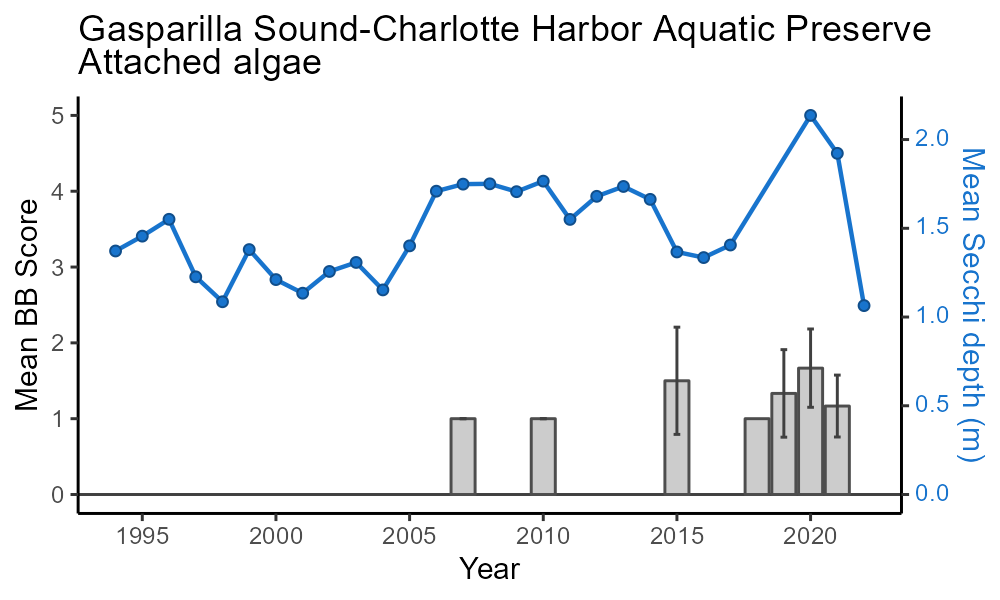 Gasparilla Sound-Charlotte Harbor Aquatic Preserve
Attached algae
Mean BB Score
5
4
3
2
1
0
2.0
1.5
1.0
0.5
0.0
Mean Secchi depth (m)
1995 2000 2005 2010 2015 2020
Year